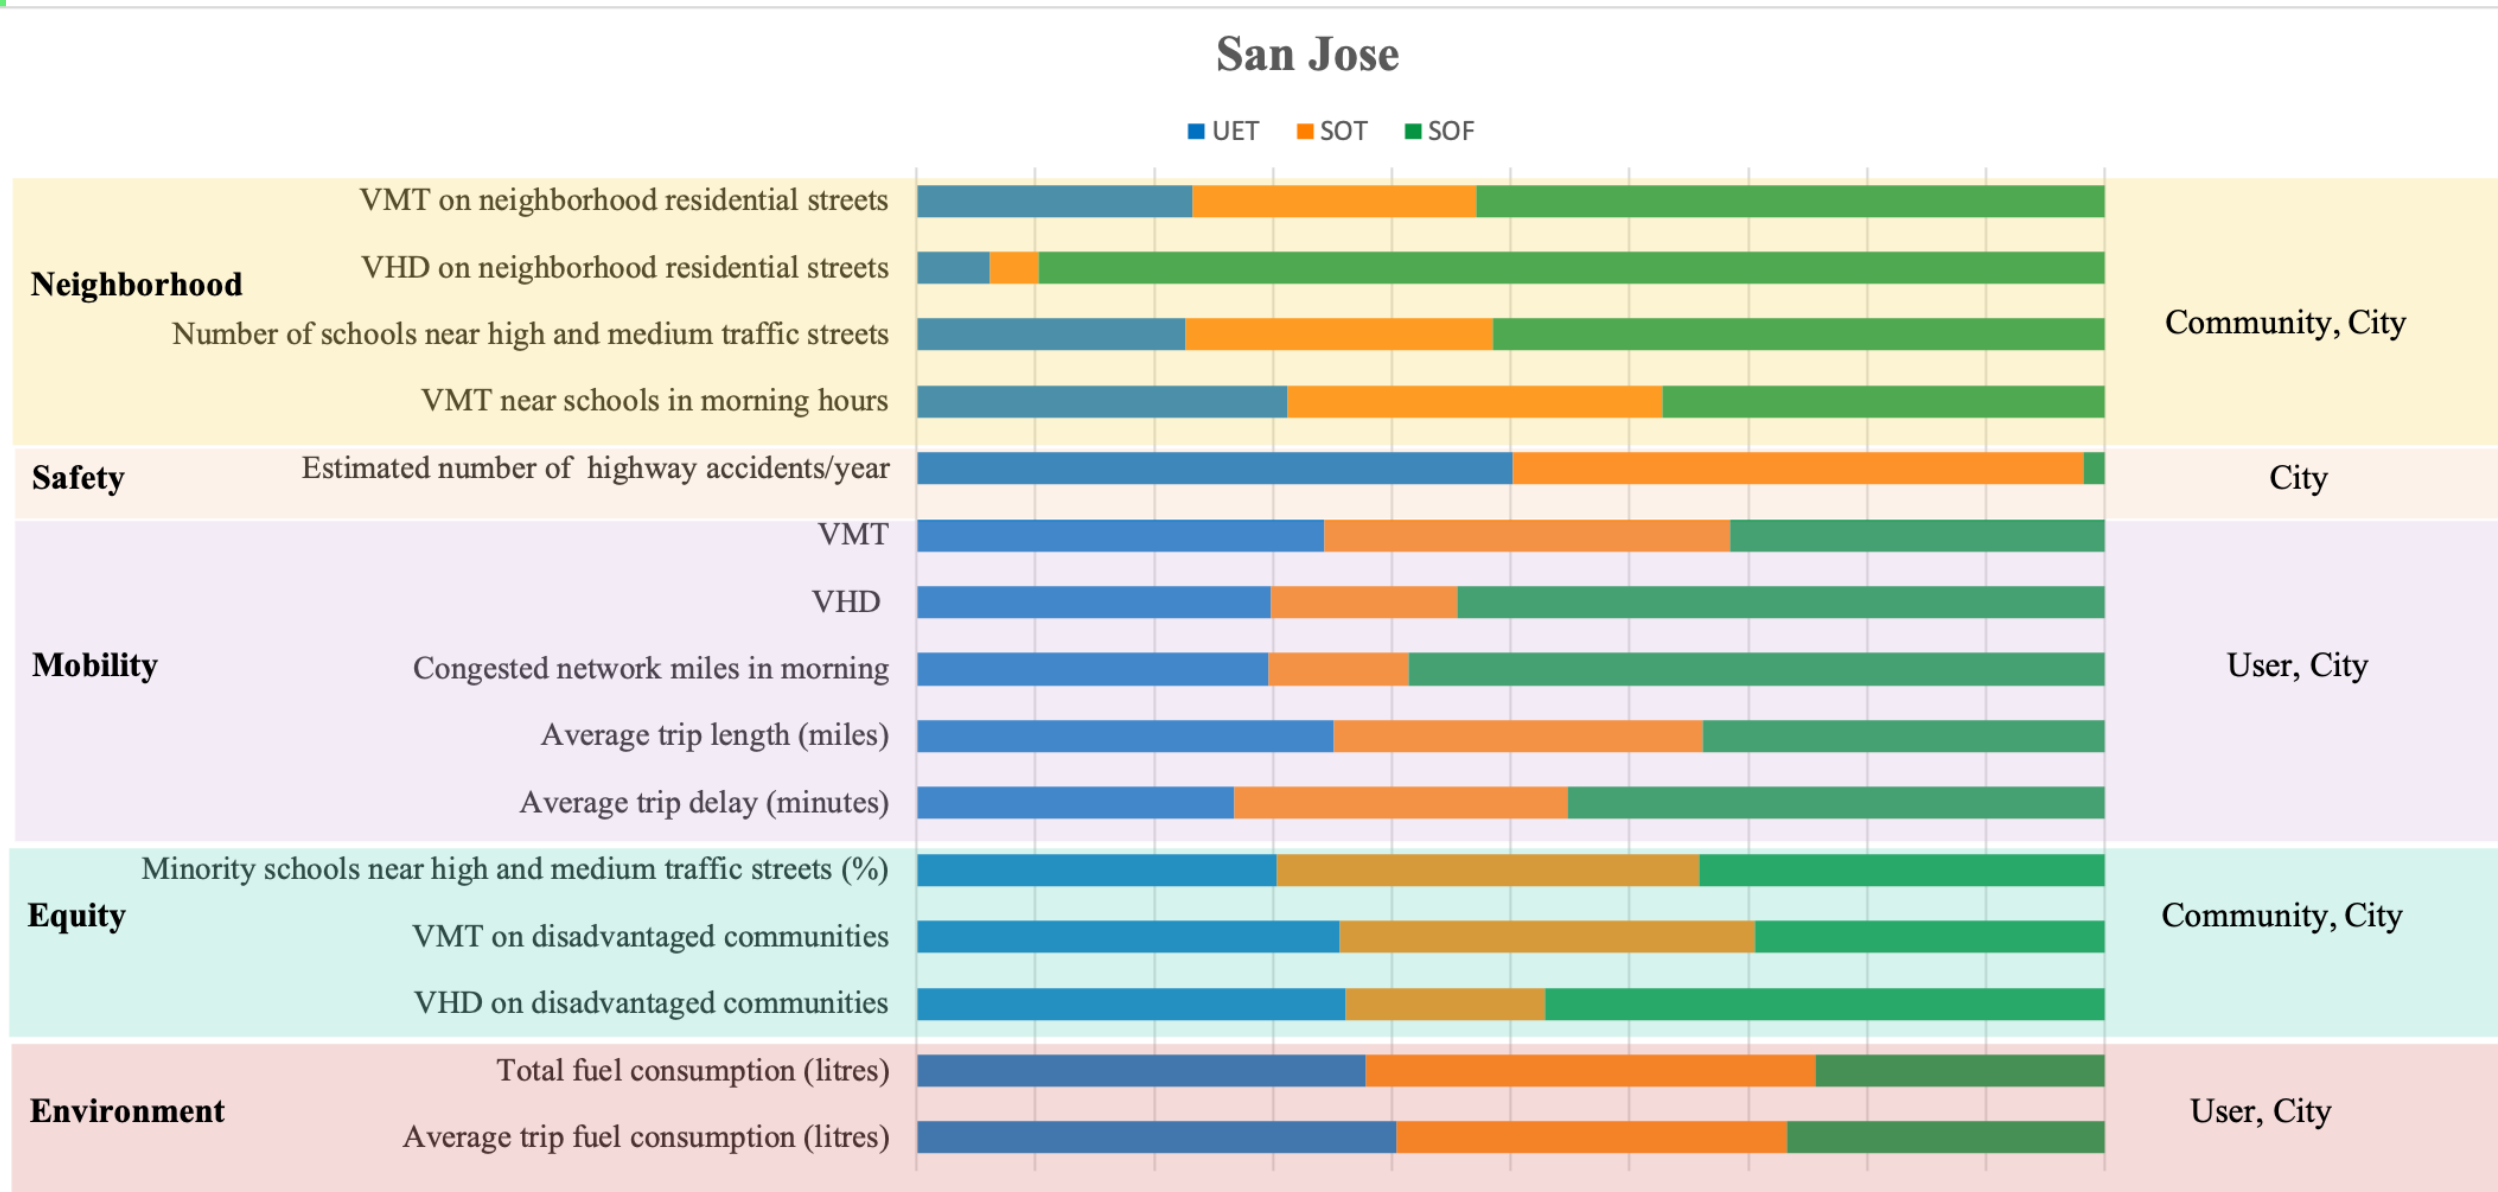 San Jose
UET SOT SOF
VMT on neighborhood residential streets
VHD on neighborhood residential streets
Neighborhood
Number of schools near high and medium traffic streets
Community, City
VMT near schools in morning hours
Safety
Estimated number of highway accidents/year
City
VMT
VHD
Mobility
Congested network miles in morning
User, City
Average trip length (miles)
Average trip delay (minutes)
Minority schools near high and medium traffic streets (%)
Equity
VMT on disadvantaged communities
Community, City
VHD on disadvantaged communities
Total fuel consumption (litres)
Environment
User, City
Average trip fuel consumption (litres)